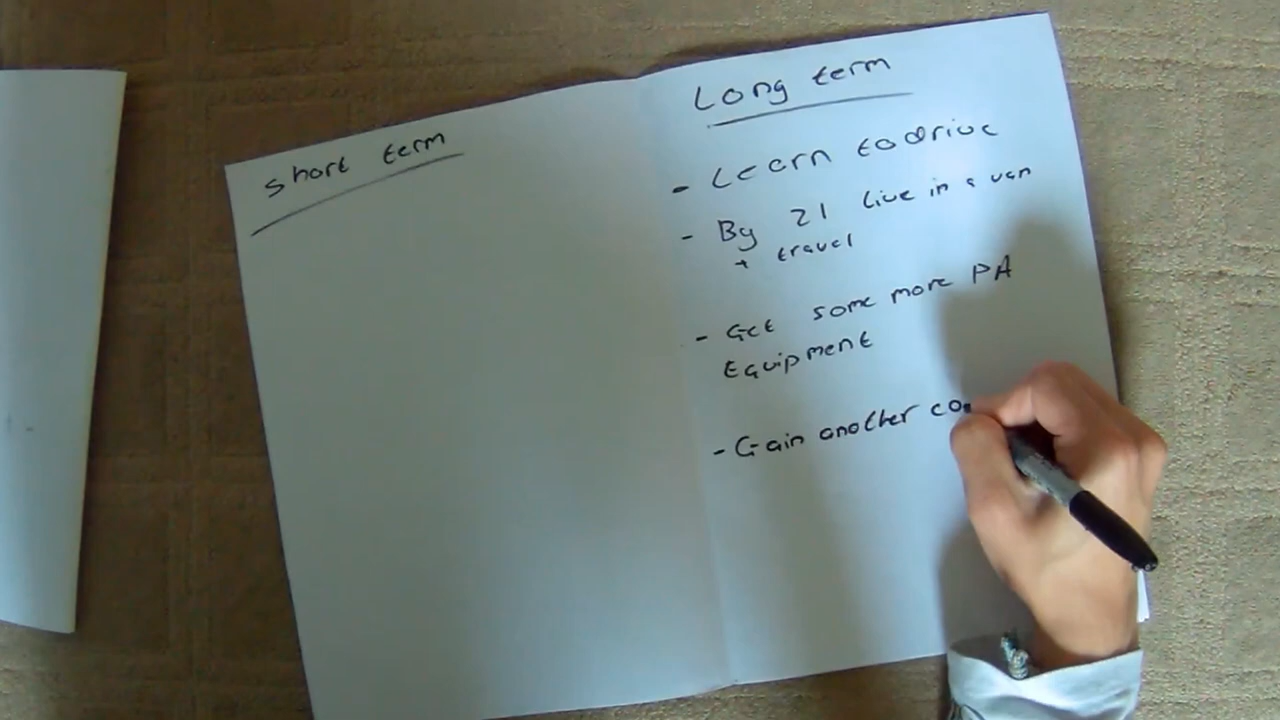 short term
Long term
- Learn to drive
- By 21 live in a van
+ travel
- Get some more PA
Equipment
- Gain another co